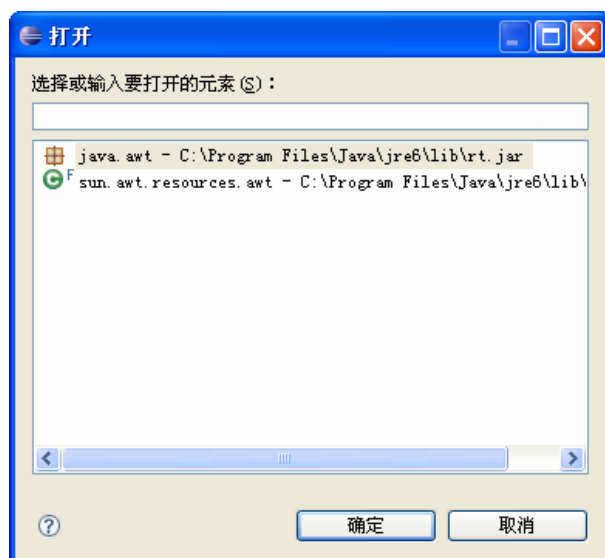 打开
选择或输入要打开的元素(S)：
java.awt - C:\Program Files\Java\jre6\lib\rt.jar
F
sun.awt.resources.awt - C:\Program Files\Java\jre6\lib\
确定
取消